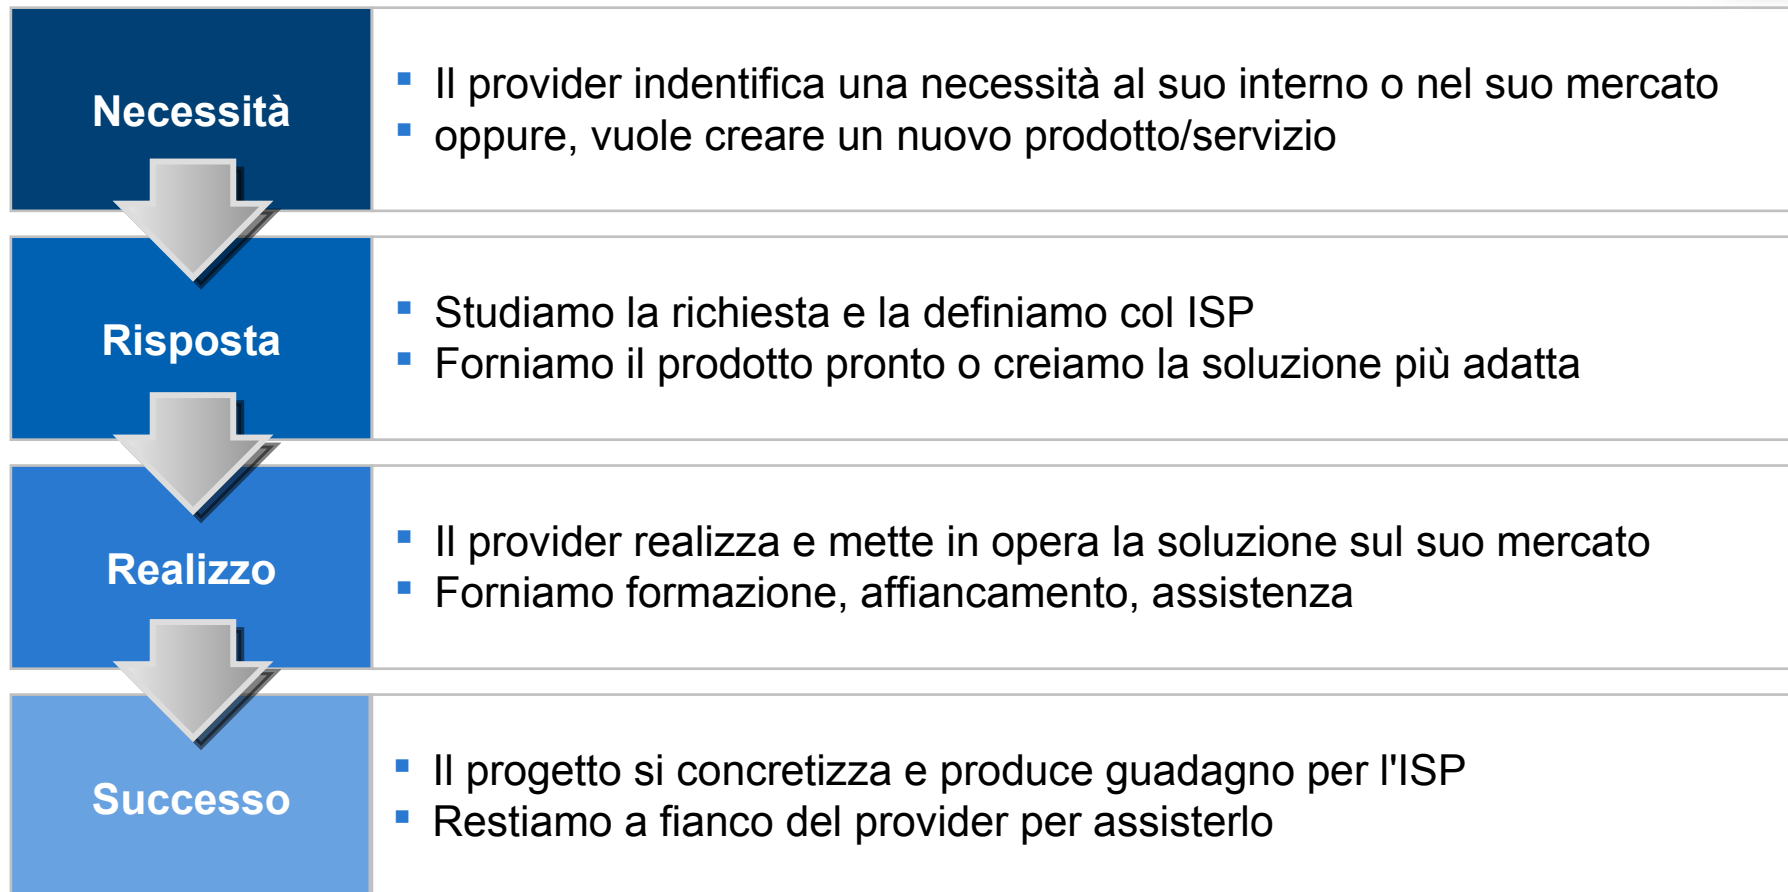 Necessità
Il provider indentifica una necessità al suo interno o nel suo mercato
oppure, vuole creare un nuovo prodotto/servizio
Risposta
Studiamo la richiesta e la definiamo col ISP
Forniamo il prodotto pronto o creiamo la soluzione più adatta
Realizzo
Il provider realizza e mette in opera la soluzione sul suo mercato
Forniamo formazione, affiancamento, assistenza
Successo
Il progetto si concretizza e produce guadagno per l'ISP
Restiamo a fianco del provider per assisterlo